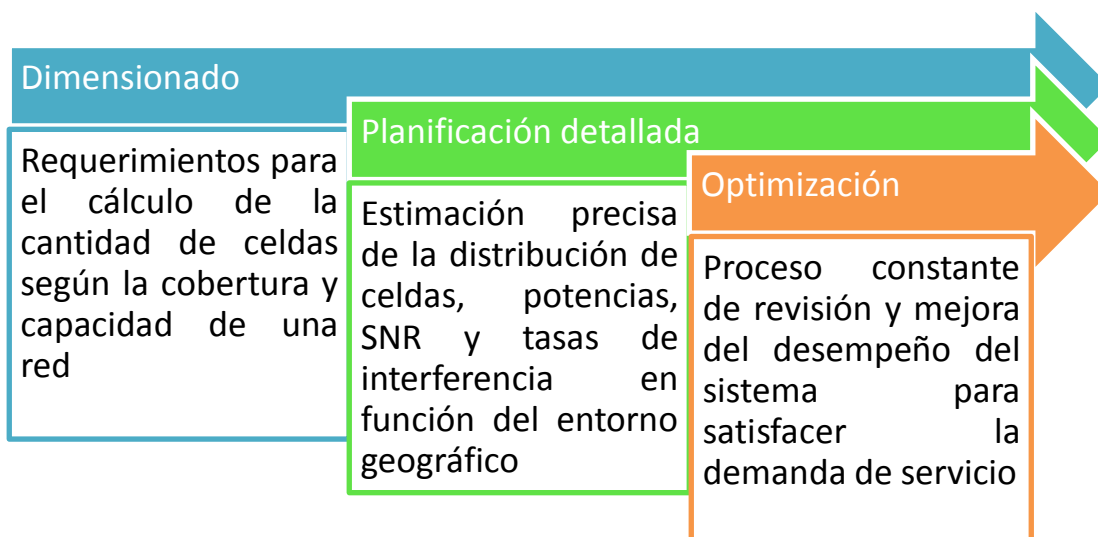 Dimensionado
Requerimientos para
el cálculo de la
cantidad de celdas
según la cobertura y
capacidad de una
red
Planificación detallada
Estimación precisa
de la distribución de
celdas, potencias,
SNR y tasas de
interferencia en
función del entorno
geográfico
Optimización
Proceso constante
de revisión y mejora
del desempeño del
sistema para
satisfacer la
demanda de servicio